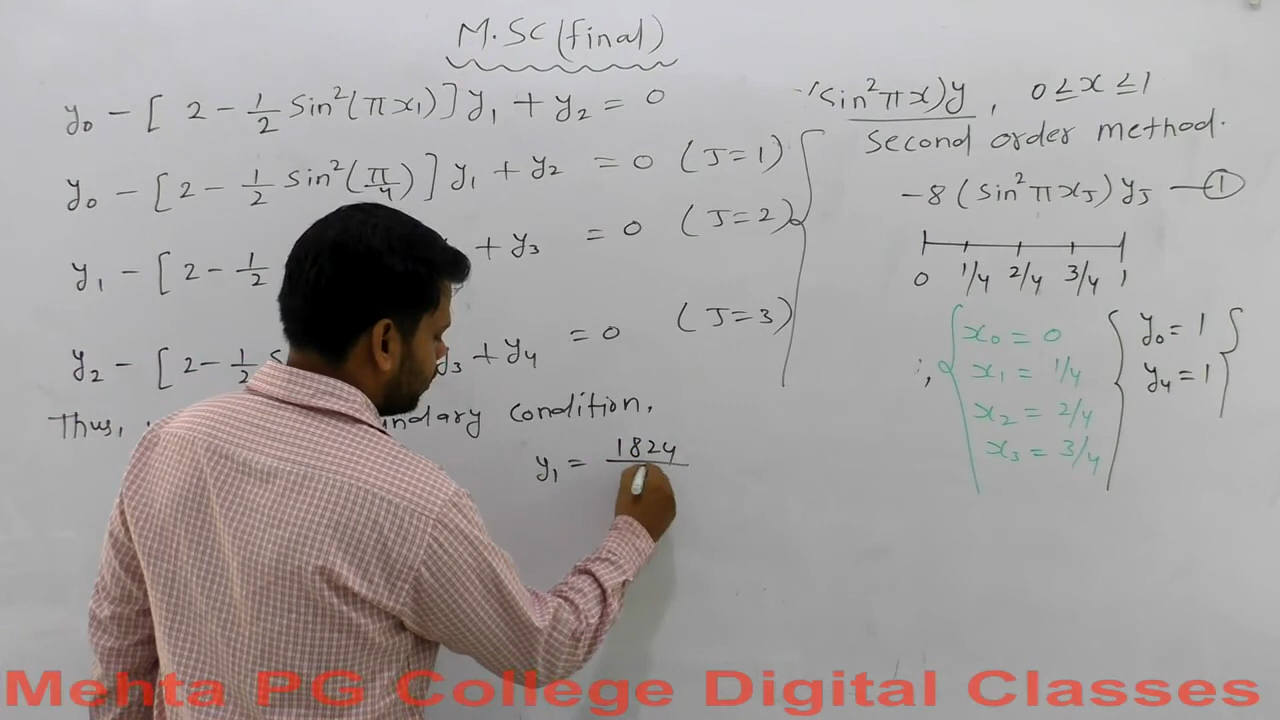 M.SC (final)
y₀ - [ 2 - 1/2 Sin²(πx₁)] y₁ + y₂ = 0
y₀ - [2 - 1/2 Sin²(π/4)] y₁ + y₂ = 0 (J=1)
y₁ - [2 - 1/2 + y₃ = 0 (J=2)
y₂ - [2 - 1/2 S y₃ + y₄ = 0 (J=3)
Thus, condition,
y₁ = 1824
Sin²πx)y, 0≤x≤1
Second order method.
-8 (Sin²πxJ) yJ —①
0 1/4 2/4 3/4 1
x₀ = 0
x₁ = 1/4
x₂ = 2/4
x₃ = 3/4
y₀ = 1
y₄ = 1
Mehta PG College Digital Classes